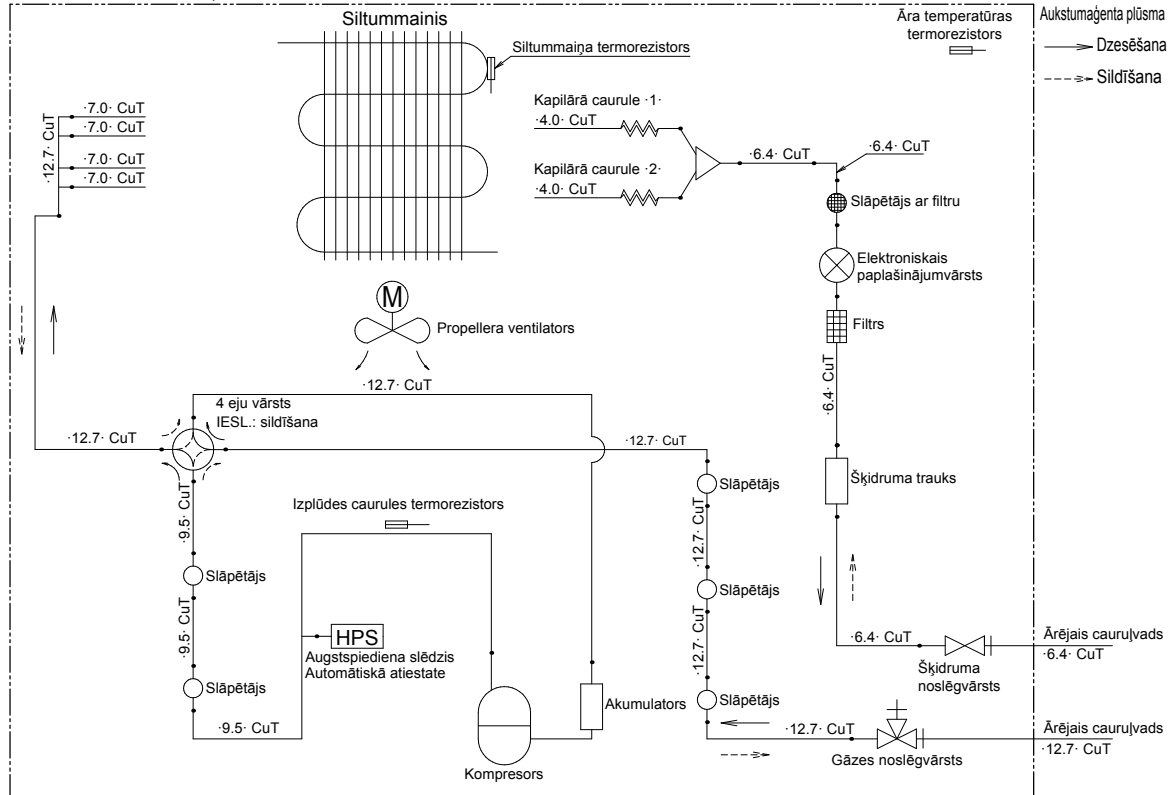 Siltummainis
Siltummaiņa termorezistors
Āra temperatūras
termorezistors
Aukstumaģenta plūsma
Dzesēšana
Sildīšana
·7.0· CuT
·7.0· CuT
·7.0· CuT
·7.0· CuT
·12.7· CuT
Kapilārā caurule ·1·
·4.0· CuT
Kapilārā caurule ·2·
·4.0· CuT
·6.4· CuT
·6.4· CuT
Slāpētājs ar filtru
Elektroniskais
paplašinājumvārsts
Filtrs
·6.4· CuT
M
Propellera ventilators
·12.7· CuT
4 eju vārsts
IESL.: sildīšana
·12.7· CuT
·12.7· CuT
Šķidruma trauks
Slāpētājs
·12.7· CuT
Slāpētājs
·12.7· CuT
Slāpētājs
Izplūdes caurules termorezistors
·9.5· CuT
Slāpētājs
·9.5· CuT
Slāpētājs
·9.5· CuT
HPS
Augstspiediena slēdzis
Automātiskā atiestate
Kompresors
Akumulators
·6.4· CuT
Šķidruma
noslēgvārsts
Ārējais cauruļvads
·6.4· CuT
·12.7· CuT
Gāzes noslēgvārsts
Ārējais cauruļvads
·12.7· CuT